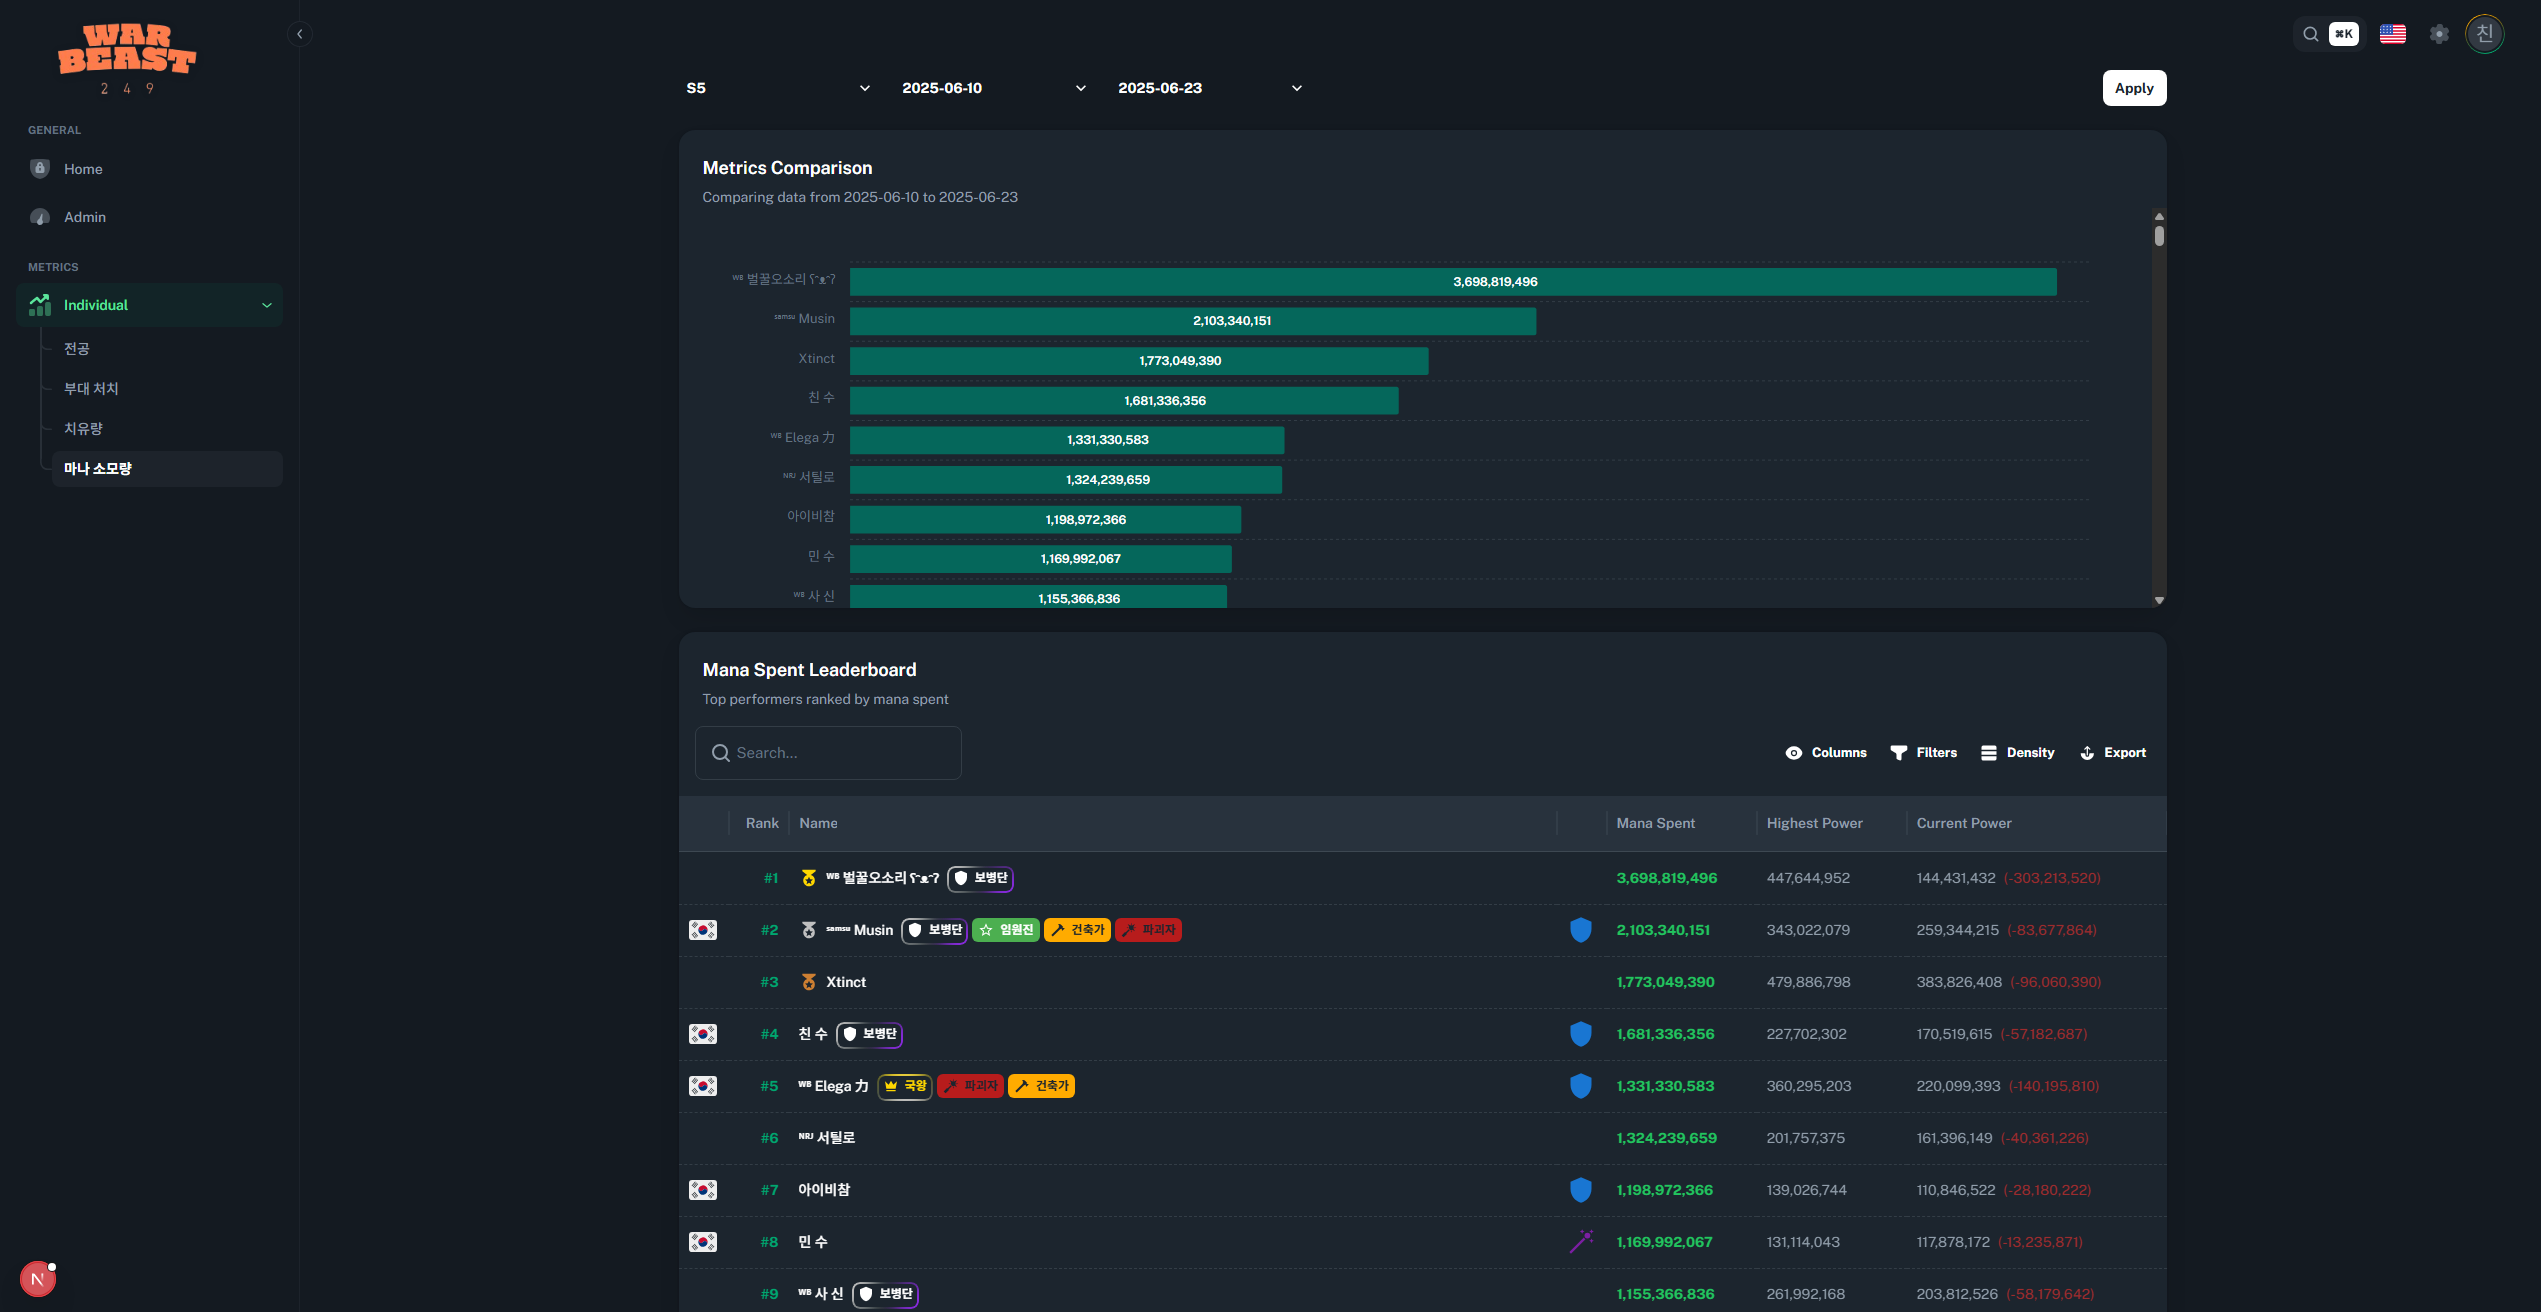 WAR
BEAST
2 4 9
⌘K
친
S5
2025-06-10
2025-06-23
Apply
GENERAL
Home
Admin
METRICS
Individual
전공
부대 처치
치유량
마나 소모량
Metrics Comparison
Comparing data from 2025-06-10 to 2025-06-23
ᵂᴮ 벌꿀오소리 ʕᵔᴥᵔʔ 3,698,819,496
ˢᵃᵐˢᵘ Musin 2,103,340,151
Xtinct 1,773,049,390
친 수 1,681,336,356
ᵂᴮ Elega 力 1,331,330,583
ᴺᴿᴶ 서틸로 1,324,239,659
아이비참 1,198,972,366
민 수 1,169,992,067
ᵂᴮ 사 신 1,155,366,836
Mana Spent Leaderboard
Top performers ranked by mana spent
Search...
Columns Filters Density Export
Rank Name Mana Spent Highest Power Current Power
#1 ᵂᴮ 벌꿀오소리 ʕᵔᴥᵔʔ 보병단 3,698,819,496 447,644,952 144,431,432 (-303,213,520)
#2 ˢᵃᵐˢᵘ Musin 보병단 임원진 건축가 파괴자 2,103,340,151 343,022,079 259,344,215 (-83,677,864)
#3 Xtinct 1,773,049,390 479,886,798 383,826,408 (-96,060,390)
#4 친 수 보병단 1,681,336,356 227,702,302 170,519,615 (-57,182,687)
#5 ᵂᴮ Elega 力 국왕 파괴자 건축가 1,331,330,583 360,295,203 220,099,393 (-140,195,810)
#6 ᴺᴿᴶ 서틸로 1,324,239,659 201,757,375 161,396,149 (-40,361,226)
#7 아이비참 1,198,972,366 139,026,744 110,846,522 (-28,180,222)
#8 민 수 1,169,992,067 131,114,043 117,878,172 (-13,235,871)
#9 ᵂᴮ 사 신 보병단 1,155,366,836 261,992,168 203,812,526 (-58,179,642)
N